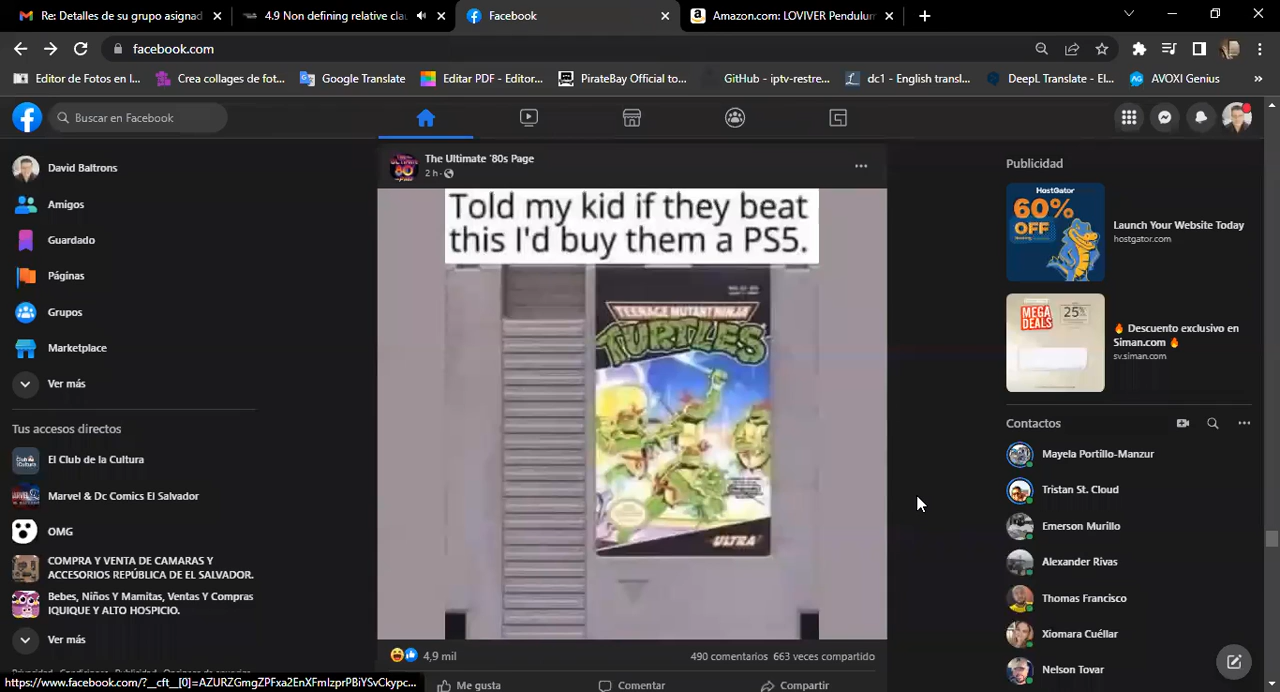 Re: Detalles de su grupo asignad
4.9 Non defining relative clau
Facebook
Amazon.com: LOVIVER Pendulum
facebook.com
Editor de Fotos en l...
Crea collages de fot...
Google Translate
Editar PDF - Editor...
PirateBay Official to...
GitHub - iptv-restre...
dc1 - English transl...
DeepL Translate - El...
AVOXI Genius
Buscar en Facebook
David Baltrons
Amigos
Guardado
Páginas
Grupos
Marketplace
Ver más
Tus accesos directos
El Club de la Cultura
Marvel & Dc Comics El Salvador
OMG
COMPRA Y VENTA DE CAMARAS Y
ACCESORIOS REPÚBLICA DE EL SALVADOR.
Bebes, Niños Y Mamitas, Ventas Y Compras
IQUIQUE Y ALTO HOSPICIO.
Ver más
The Ultimate '80s Page
2 h
Told my kid if they beat
this I'd buy them a PS5.
TEENAGE MUTANT NINJA
TURTLES
ULTRA
4,9 mil
490 comentarios 663 veces compartido
Me gusta
Comentar
Compartir
Publicidad
HostGator
60%
OFF
Launch Your Website Today
hostgator.com
MEGA
DEALS
25%
Descuento exclusivo en
Siman.com
sv.siman.com
Contactos
Mayela Portillo-Manzur
Tristan St. Cloud
Emerson Murillo
Alexander Rivas
Thomas Francisco
Xiomara Cuéllar
Nelson Tovar
https://www.facebook.com/?__cft__[0]=AZURZGmgZPFxa2EnXFmIzprPBiYSvCkypc...